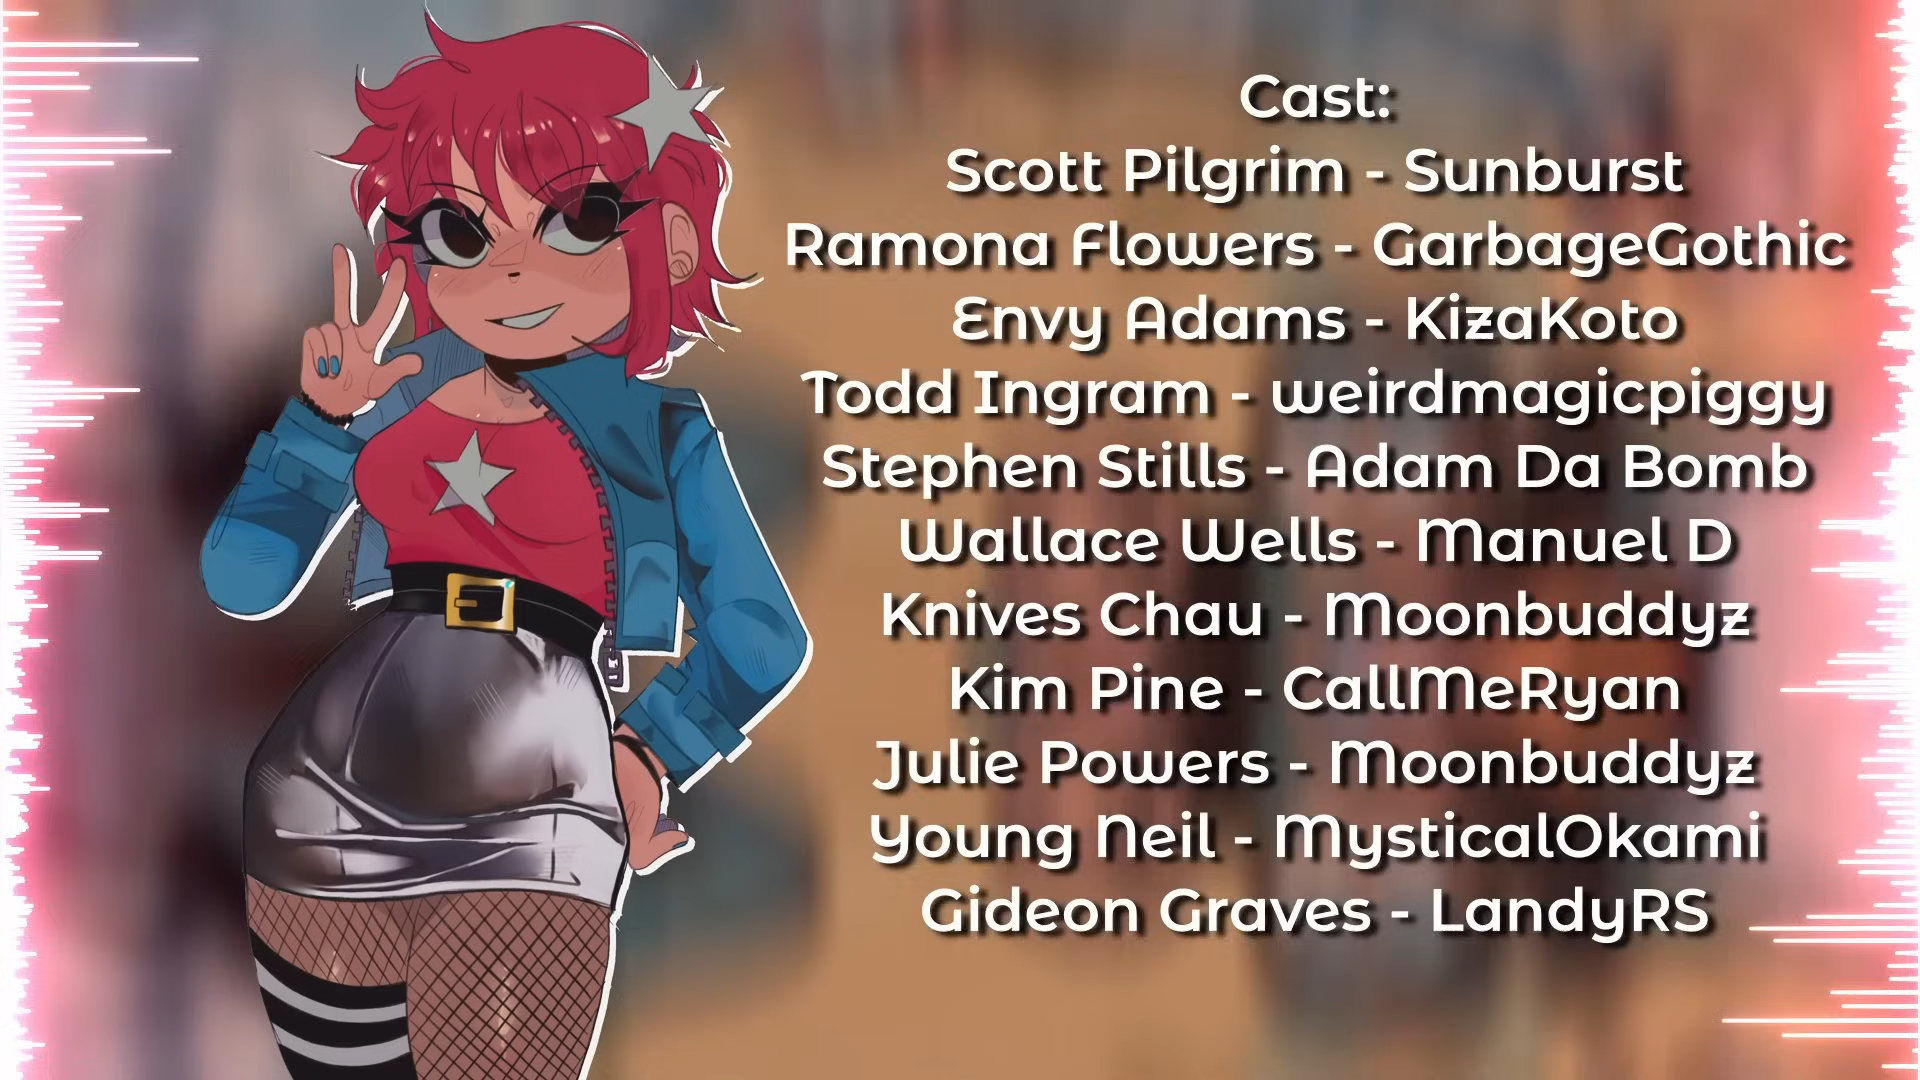 Cast:
Scott Pilgrim - Sunburst
Ramona Flowers - GarbageGothic
Envy Adams - KizaKoto
Todd Ingram - weirdmagicpiggy
Stephen Stills - Adam Da Bomb
Wallace Wells - Manuel D
Knives Chau - Moonbuddyz
Kim Pine - CallMeRyan
Julie Powers - Moonbuddyz
Young Neil - MysticalOkami
Gideon Graves - LandyRS